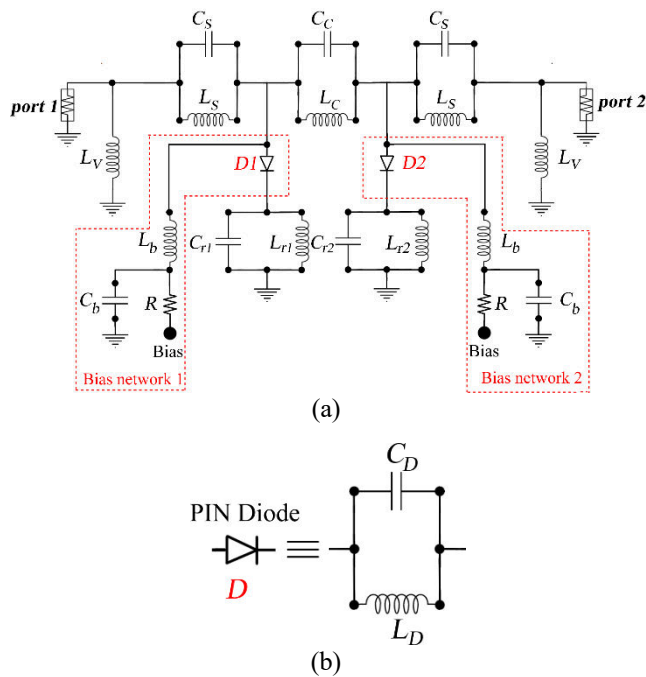 C_S C_C C_S
port 1 L_S L_C L_S port 2
L_V D1 D2 L_V
L_b C_r1 L_r1 C_r2 L_r2 L_b
C_b R R C_b
Bias Bias
Bias network 1 Bias network 2
(a)
C_D
PIN Diode
D
L_D
(b)